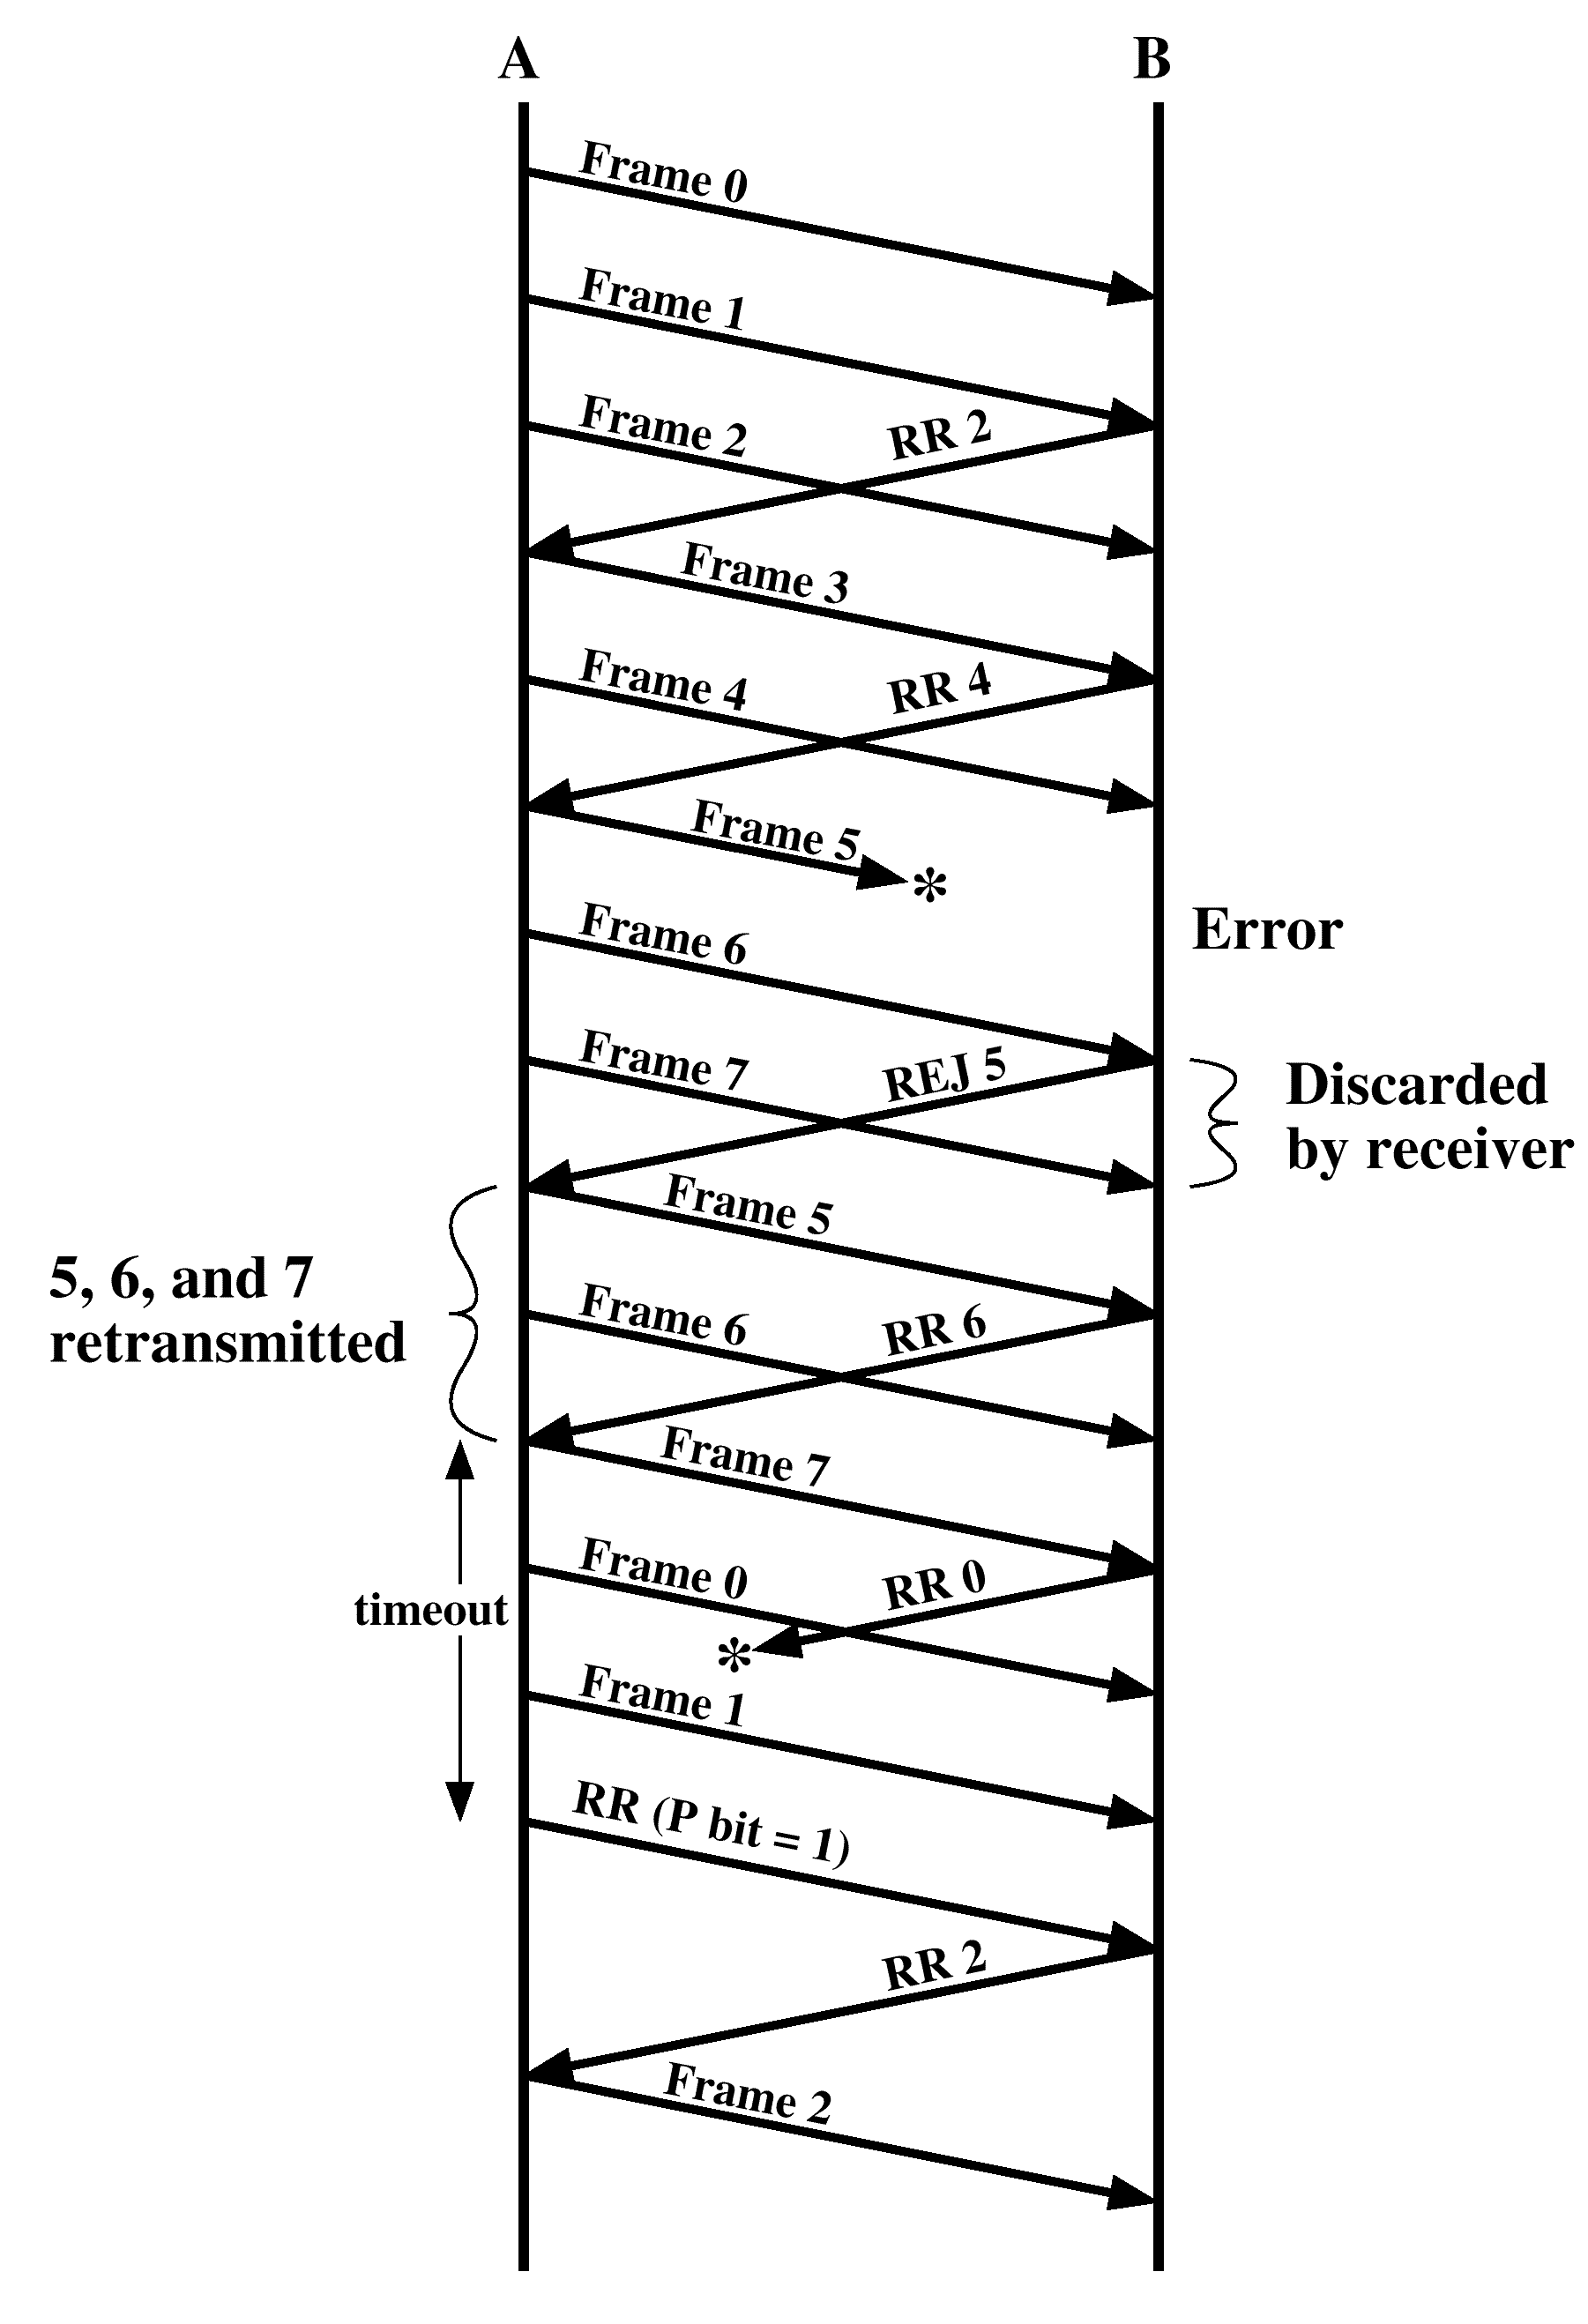 A
B
Frame 0
Frame 1
Frame 2
RR 2
Frame 3
Frame 4
RR 4
Frame 5
*
Error
Frame 6
Frame 7
REJ 5
Discarded
by receiver
Frame 5
5, 6, and 7
retransmitted
Frame 6
RR 6
Frame 7
Frame 0
RR 0
timeout
*
Frame 1
RR (P bit = 1)
RR 2
Frame 2